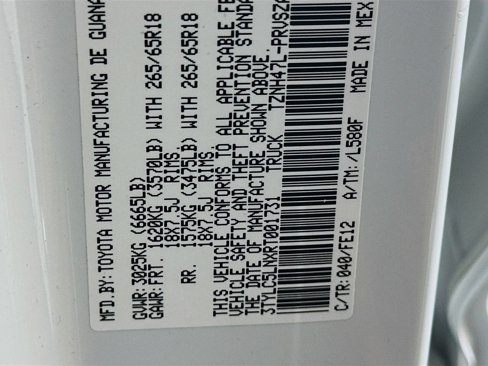 MFD. BY: TOYOTA MOTOR MANUFACTURING DE GUANA
GVWR: 3025KG (6665LB)
GAWR: FRT. 1620KG (3570LB) WITH 265/65R18
18X7.5J RIMS
RR. 1575KG (3475LB) WITH 265/65R18
18X7.5J RIMS
THIS VEHICLE CONFORMS TO ALL APPLICABLE FE
VEHICLE SAFETY AND THEFT PREVENTION STANDA
THE DATE OF MANUFACTURE SHOWN ABOVE.
3TYLC5LNXRT001731 TRUCK TZNH47L-PRVSZA
C/TR: 040/FE12 A/TM: /L580F MADE IN MEX